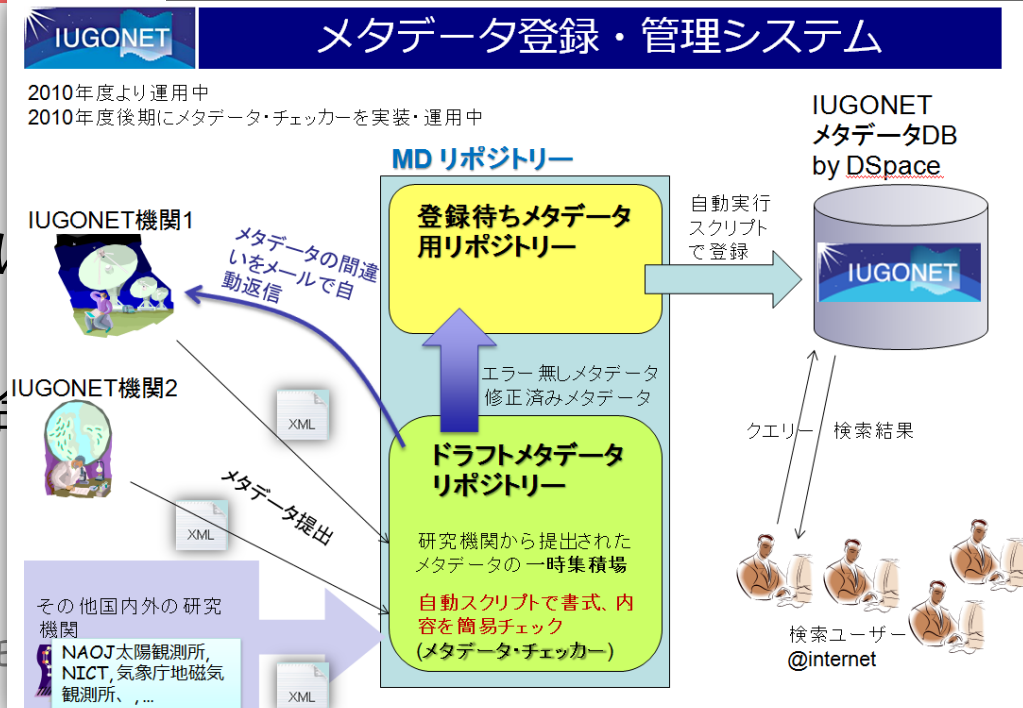 IUGONET
メタデータ登録・管理システム
2010年度より運用中
2010年度後期にメタデータ・チェッカーを実装・運用中
IUGONET
メタデータDB
by DSpace
MD リポジトリー
登録待ちメタデータ
用リポジトリー
自動実行
スクリプト
で登録
IUGONET
IUGONET機関1
メタデータの間違
いをメールで自
動返信
エラー無しメタデータ
修正済みメタデータ
IUGONET機関2
XML
クエリー
検索結果
ドラフトメタデータ
リポジトリー
メタデータ提出
XML
研究機関から提出された
メタデータの一時集積場
自動スクリプトで書式、内
容を簡易チェック
(メタデータ・チェッカー)
その他国内外の研究
機関
NAOJ太陽観測所,
NICT,気象庁地磁気
観測所、,...
XML
検索ユーザー
@internet